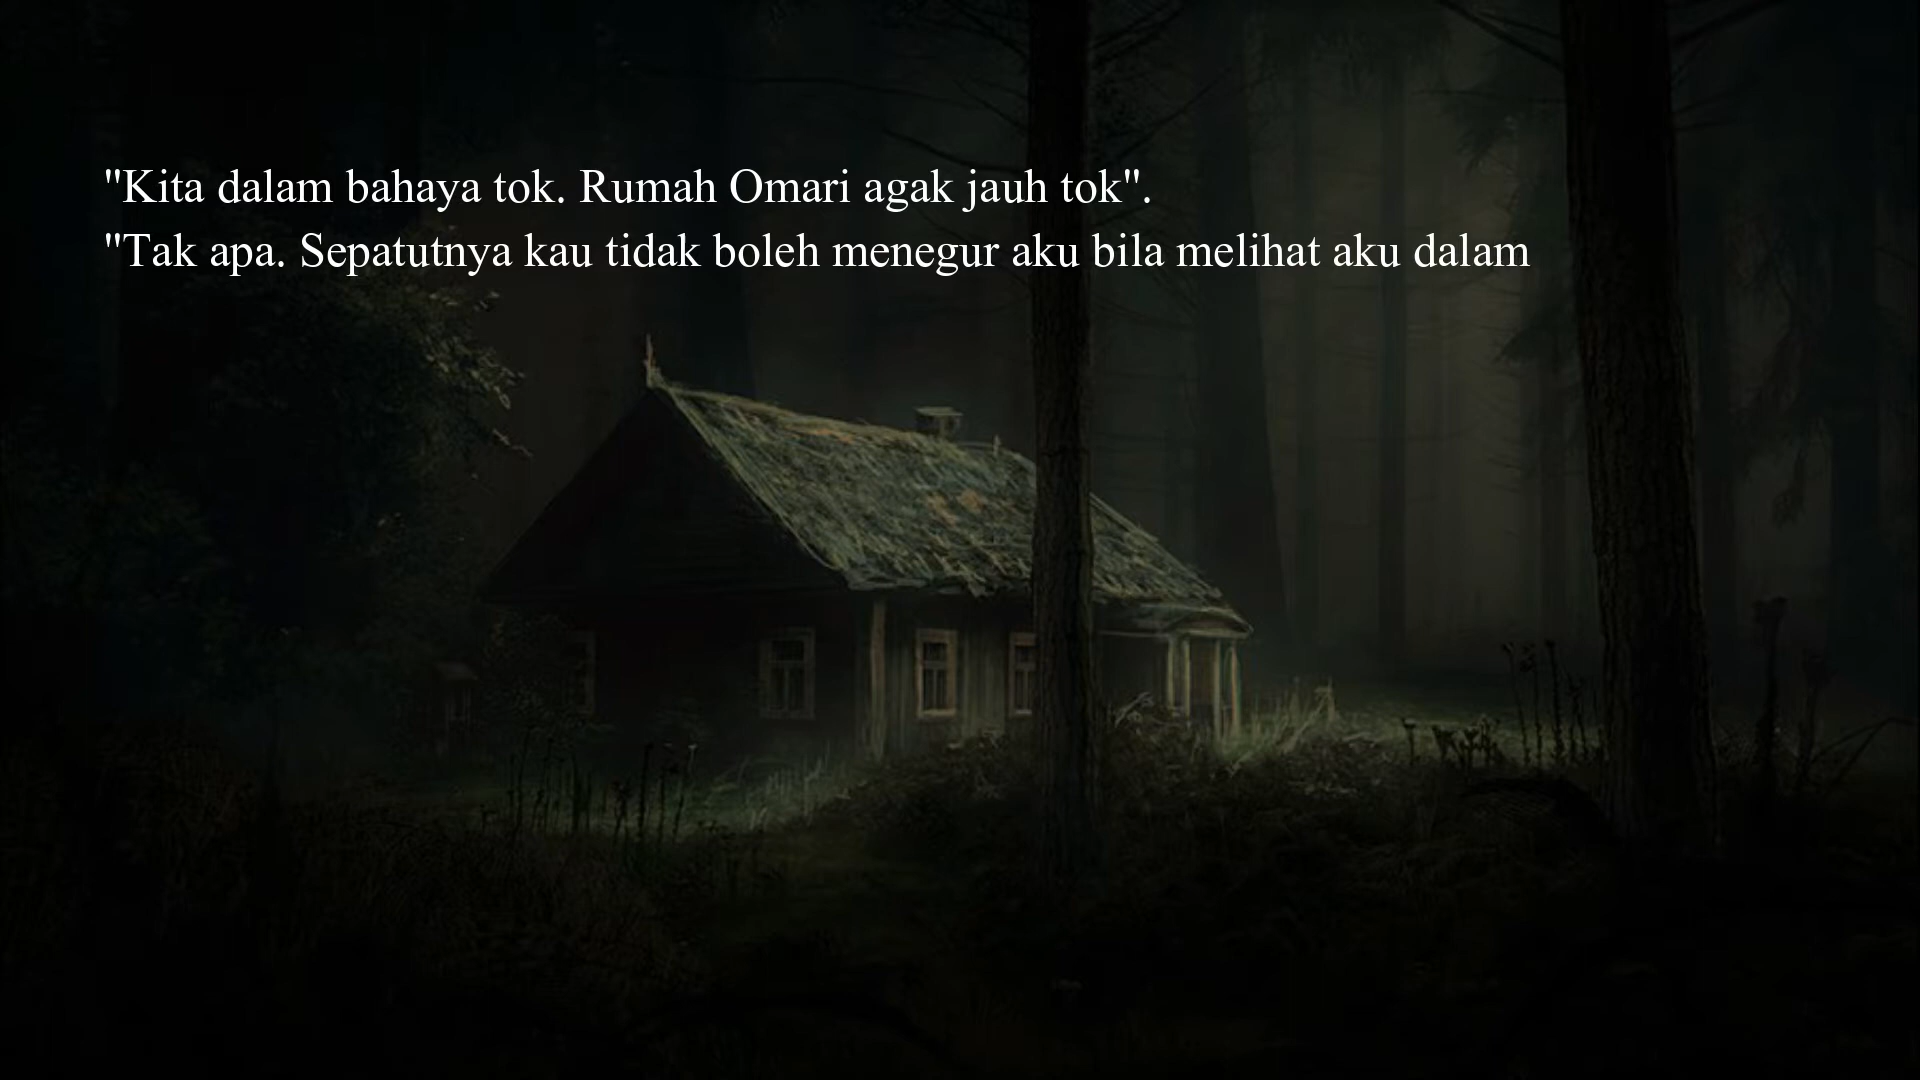 "Kita dalam bahaya tok. Rumah Omari agak jauh tok".
"Tak apa. Sepatutnya kau tidak boleh menegur aku bila melihat aku dalam